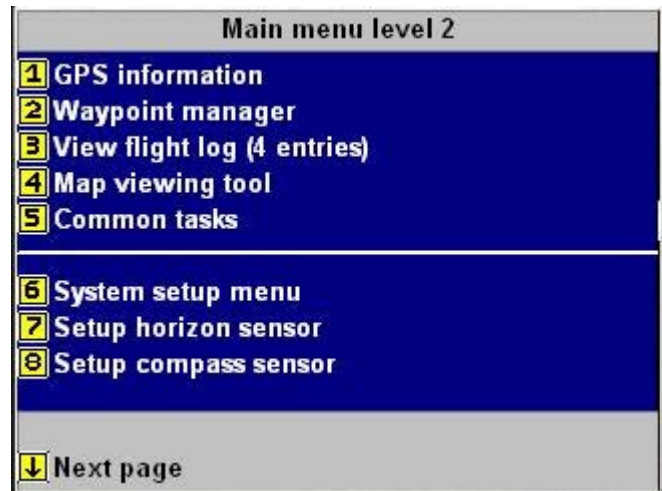 Main menu level 2
1 GPS information
2 Waypoint manager
3 View flight log (4 entries)
4 Map viewing tool
5 Common tasks
6 System setup menu
7 Setup horizon sensor
8 Setup compass sensor
↓ Next page